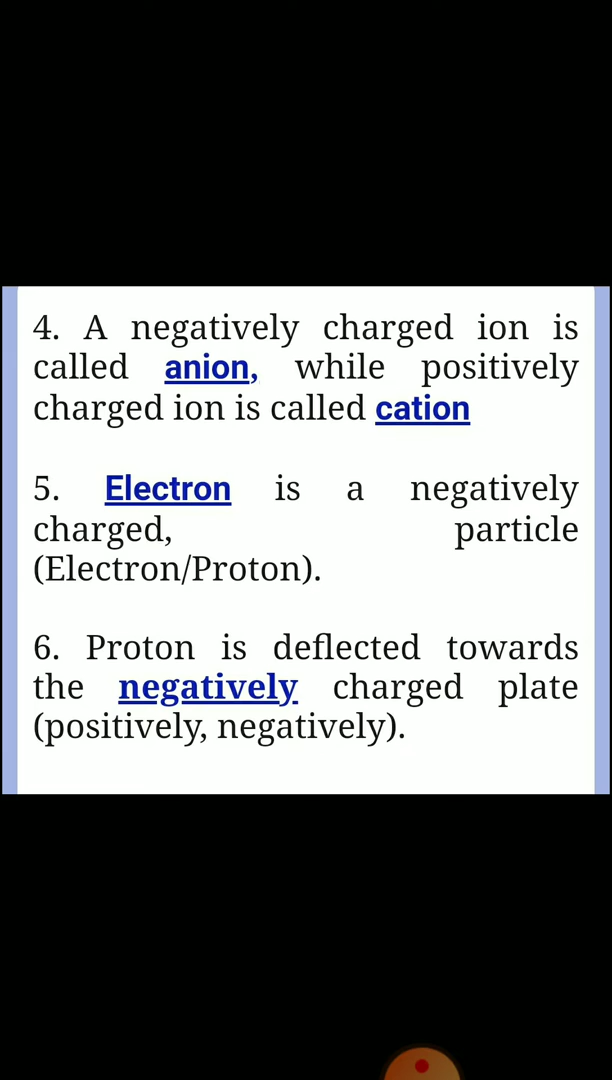 4. A negatively charged ion is
called anion, while positively
charged ion is called cation
5. Electron is a negatively
charged, particle
(Electron/Proton).
6. Proton is deflected towards
the negatively charged plate
(positively, negatively).